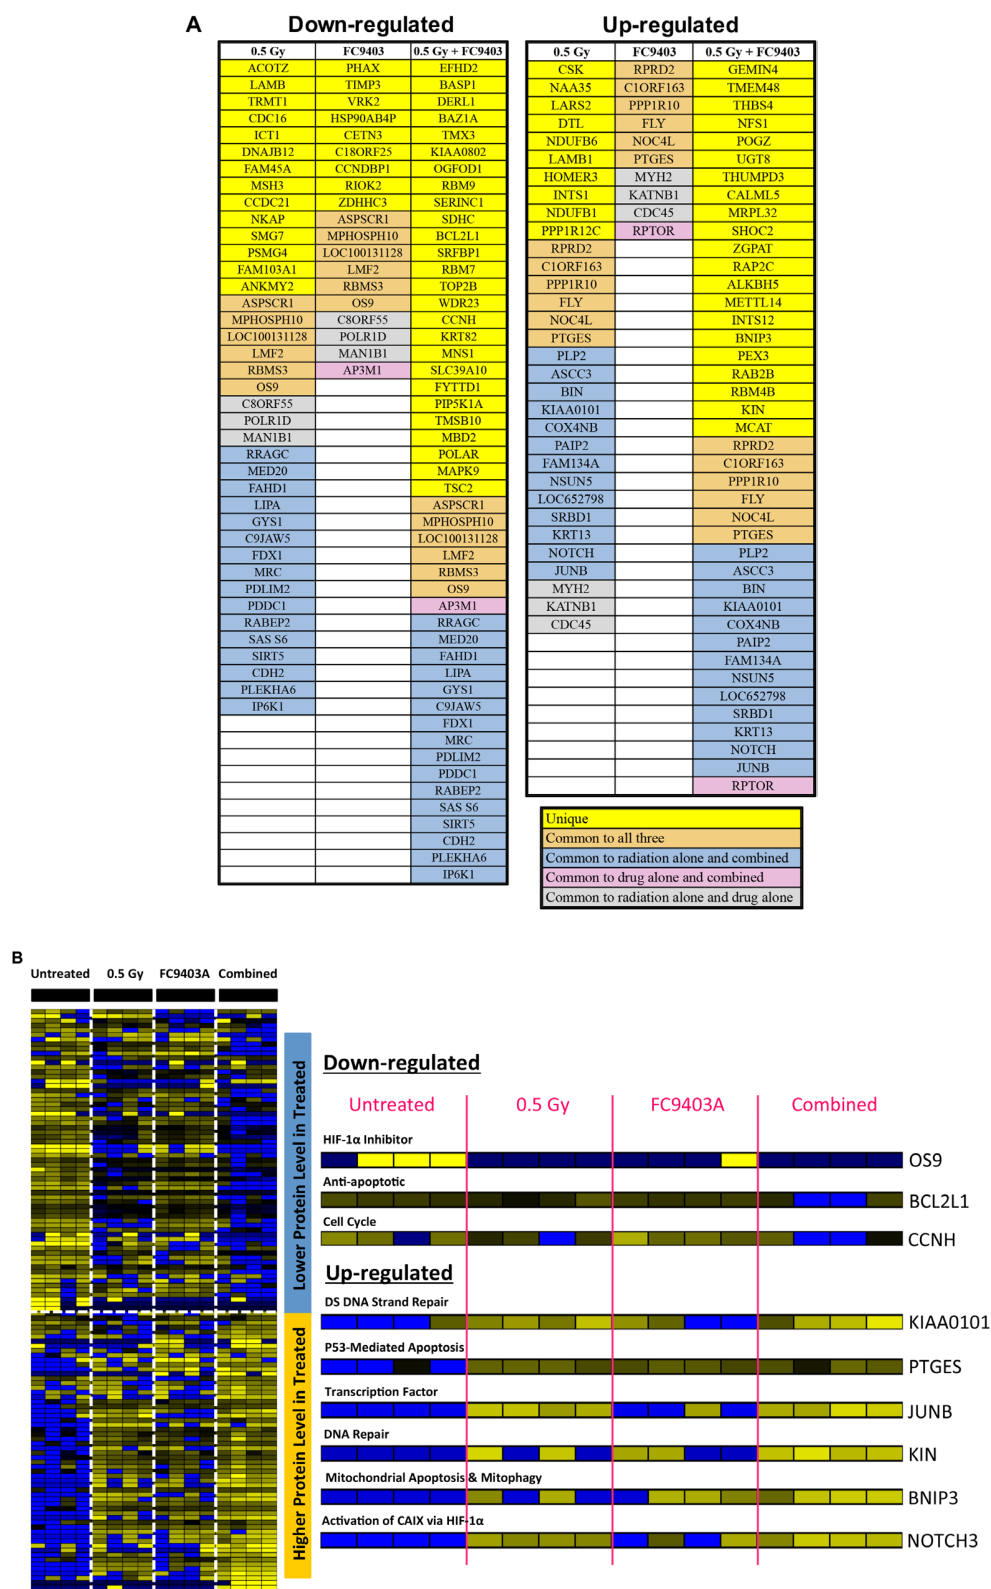 A
Down-regulated Up-regulated
0.5 Gy FC9403 0.5 Gy + FC9403
ACOTZ PHAX EFHD2
LAMB TIMP3 BASP1
TRMT1 VRK2 DERL1
CDC16 HSP90AB4P BAZ1A
ICT1 CETN3 TMX3
DNAJB12 C18ORF25 KIAA0802
FAM45A CCNDBP1 OGFOD1
MSH3 RIOK2 RBM9
CCDC21 ZDHHC3 SERINC1
NKAP ASPSCR1 SDHC
SMG7 MPHOSPH10 BCL2L1
PSMG4 LOC100131128 SRFBP1
FAM103A1 LMF2 RBM7
ANKMY2 RBMS3 TOP2B
ASPSCR1 OS9 WDR23
MPHOSPH10 C8ORF55 CCNH
LOC100131128 POLR1D KRT82
LMF2 MAN1B1 MNS1
RBMS3 AP3M1 SLC39A10
OS9 FYTTD1
C8ORF55 PIP5K1A
POLR1D TMSB10
MAN1B1 MBD2
RRAGC POLAR
MED20 MAPK9
FAHD1 TSC2
LIPA ASPSCR1
GYS1 MPHOSPH10
C9JAW5 LOC100131128
FDX1 LMF2
MRC RBMS3
PDLIM2 OS9
PDDC1 AP3M1
RABEP2 RRAGC
SAS S6 MED20
SIRT5 FAHD1
CDH2 LIPA
PLEKHA6 GYS1
IP6K1 C9JAW5
FDX1
MRC
PDLIM2
PDDC1
RABEP2
SAS S6
SIRT5
CDH2
PLEKHA6
IP6K1
0.5 Gy FC9403 0.5 Gy + FC9403
CSK RPRD2 GEMIN4
NAA35 C1ORF163 TMEM48
LARS2 PPP1R10 THBS4
DTL FLY NFS1
NDUFB6 NOC4L POGZ
LAMB1 PTGES UGT8
HOMER3 MYH2 THUMPD3
INTS1 KATNB1 CALML5
NDUFB1 CDC45 MRPL32
PPP1R12C RPTOR SHOC2
RPRD2 ZGPAT
C1ORF163 RAP2C
PPP1R10 ALKBH5
FLY METTL14
NOC4L INTS12
PTGES BNIP3
PLP2 PEX3
ASCC3 RAB2B
BIN RBM4B
KIAA0101 KIN
COX4NB MCAT
PAIP2 RPRD2
FAM134A C1ORF163
NSUN5 PPP1R10
LOC652798 FLY
SRBD1 NOC4L
KRT13 PTGES
NOTCH PLP2
JUNB ASCC3
MYH2 BIN
KATNB1 KIAA0101
CDC45 COX4NB
PAIP2
FAM134A
NSUN5
LOC652798
SRBD1
KRT13
NOTCH
JUNB
RPTOR
Unique
Common to all three
Common to radiation alone and combined
Common to drug alone and combined
Common to radiation alone and drug alone
B
Untreated 0.5 Gy FC9403A Combined
Lower Protein Level in Treated
Higher Protein Level in Treated
Down-regulated
Untreated 0.5 Gy FC9403A Combined
HIF-1α Inhibitor
OS9
Anti-apoptotic
BCL2L1
Cell Cycle
CCNH
Up-regulated
DS DNA Strand Repair
KIAA0101
P53-Mediated Apoptosis
PTGES
Transcription Factor
JUNB
DNA Repair
KIN
Mitochondrial Apoptosis & Mitophagy
BNIP3
Activation of CAIX via HIF-1α
NOTCH3